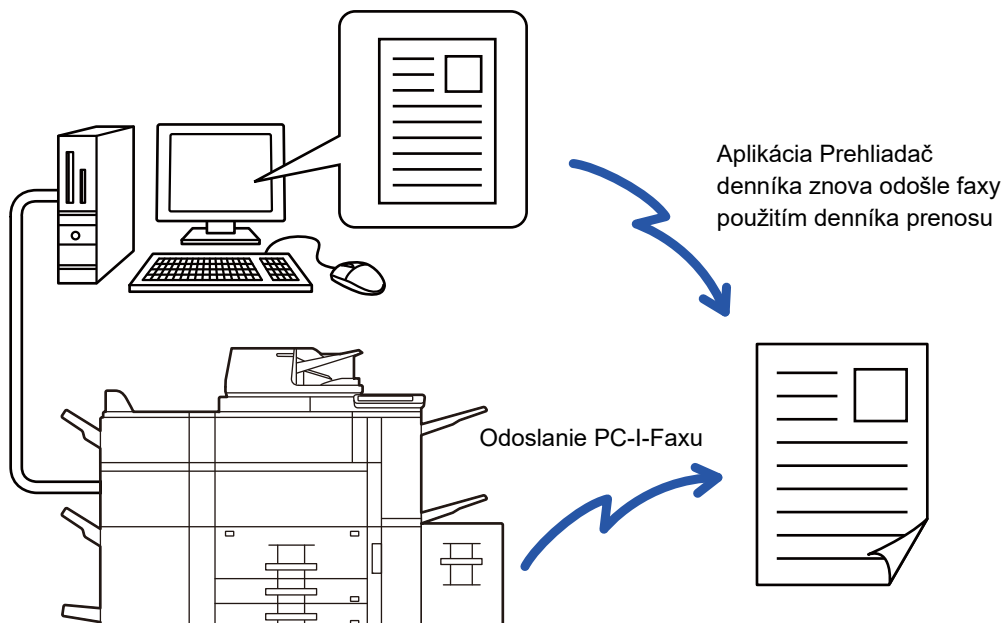 Aplikácia Prehliadač
denníka znova odošle faxy
použitím denníka prenosu
Odoslanie PC-I-Faxu